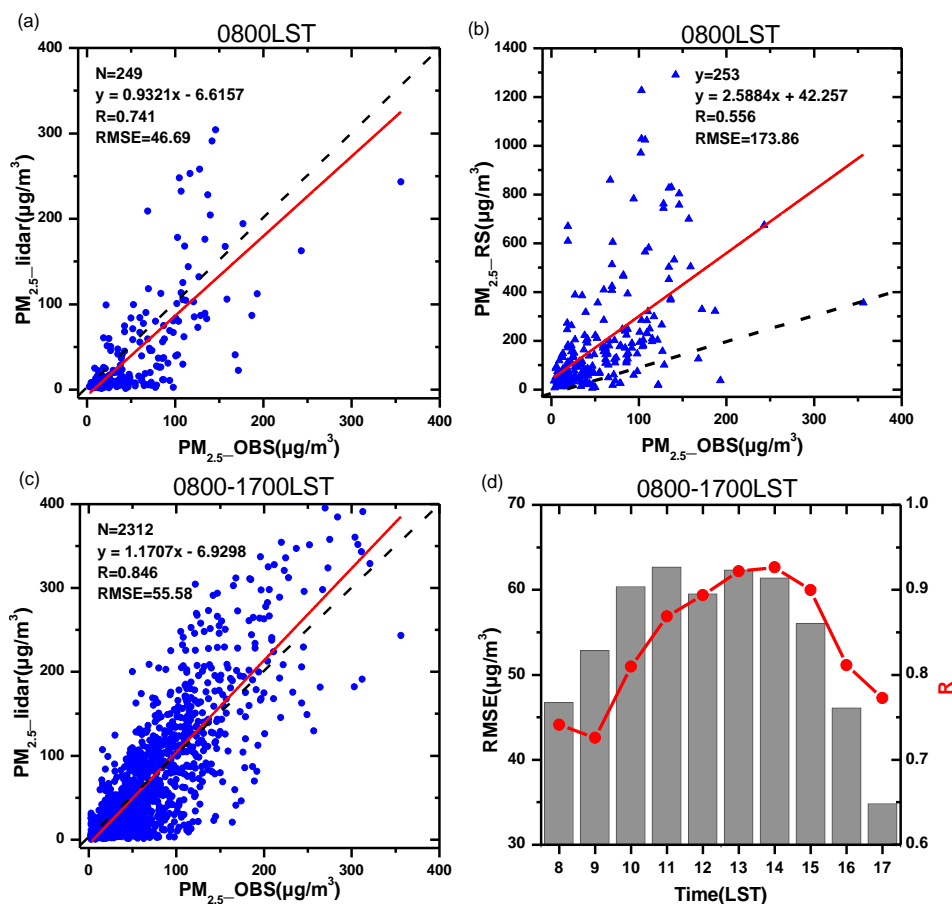 (a)
0800LST
N=249
y = 0.9321x - 6.6157
R=0.741
RMSE=46.69
400
300
200
100
0
PM2.5_lidar(μg/m³)
0 100 200 300 400
PM2.5_OBS(μg/m³)
(b)
0800LST
y=253
y = 2.5884x + 42.257
R=0.556
RMSE=173.86
1400
1200
1000
800
600
400
200
0
PM2.5_RS(μg/m³)
0 100 200 300 400
PM2.5_OBS(μg/m³)
(c)
0800-1700LST
N=2312
y = 1.1707x - 6.9298
R=0.846
RMSE=55.58
400
300
200
100
0
PM2.5_lidar(μg/m³)
0 100 200 300 400
PM2.5_OBS(μg/m³)
(d)
0800-1700LST
70
60
50
40
30
RMSE(μg/m³)
1.0
0.9
0.8
0.7
0.6
R
8 9 10 11 12 13 14 15 16 17
Time(LST)